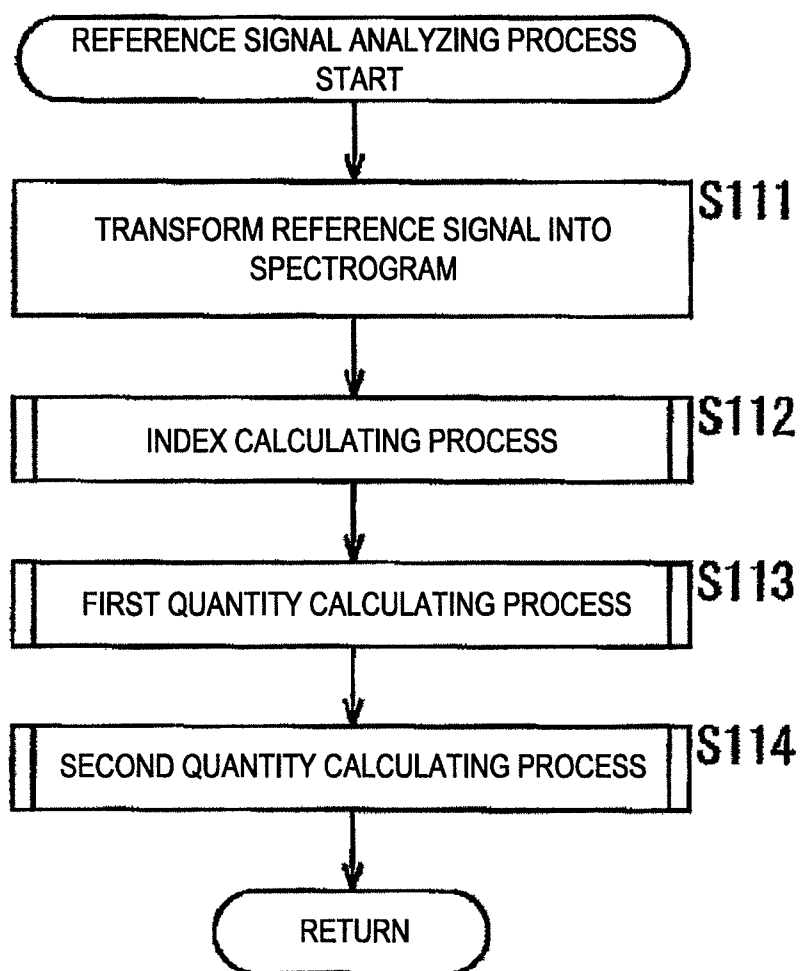 REFERENCE SIGNAL ANALYZING PROCESS
START
S111
TRANSFORM REFERENCE SIGNAL INTO
SPECTROGRAM
S112
INDEX CALCULATING PROCESS
S113
FIRST QUANTITY CALCULATING PROCESS
S114
SECOND QUANTITY CALCULATING PROCESS
RETURN